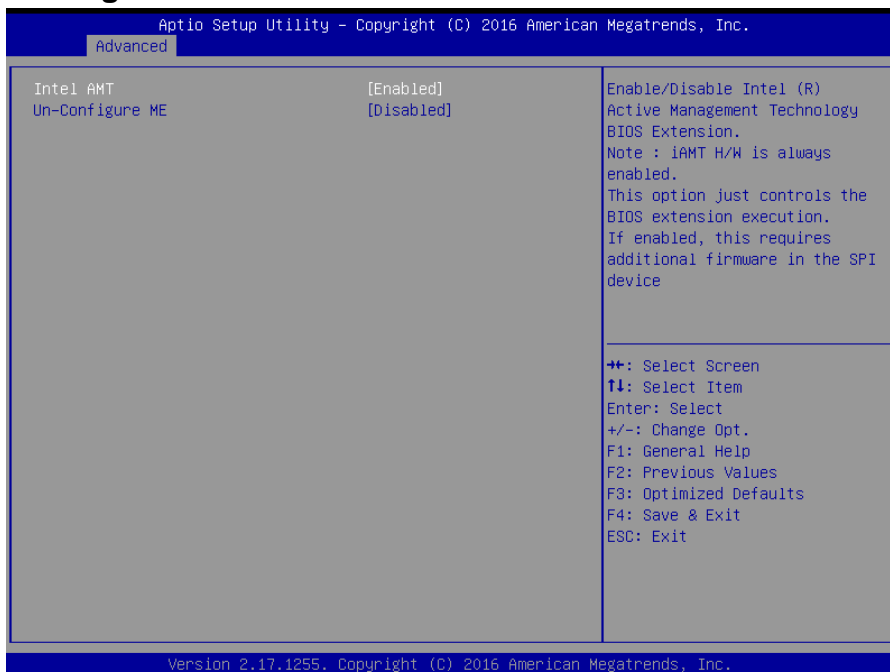 Aptio Setup Utility – Copyright (C) 2016 American Megatrends, Inc.
Advanced
Intel AMT [Enabled]
Un-Configure ME [Disabled]
Enable/Disable Intel (R)
Active Management Technology
BIOS Extension.
Note : iAMT H/W is always
enabled.
This option just controls the
BIOS extension execution.
If enabled, this requires
additional firmware in the SPI
device
→←: Select Screen
↑↓: Select Item
Enter: Select
+/-: Change Opt.
F1: General Help
F2: Previous Values
F3: Optimized Defaults
F4: Save & Exit
ESC: Exit
Version 2.17.1255. Copyright (C) 2016 American Megatrends, Inc.